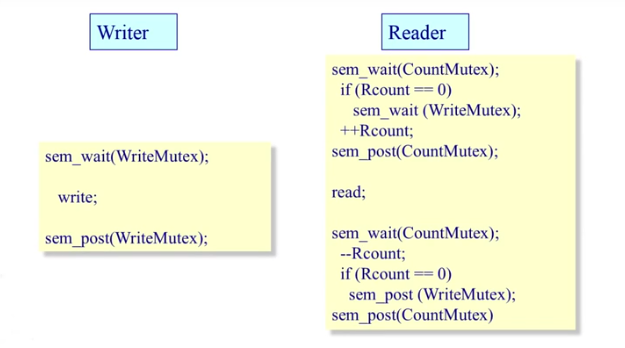 Writer
sem_wait(WriteMutex);
write;
sem_post(WriteMutex);
Reader
sem_wait(CountMutex);
if (Rcount == 0)
sem_wait (WriteMutex);
++Rcount;
sem_post(CountMutex);
read;
sem_wait(CountMutex);
--Rcount;
if (Rcount == 0)
sem_post (WriteMutex);
sem_post(CountMutex)